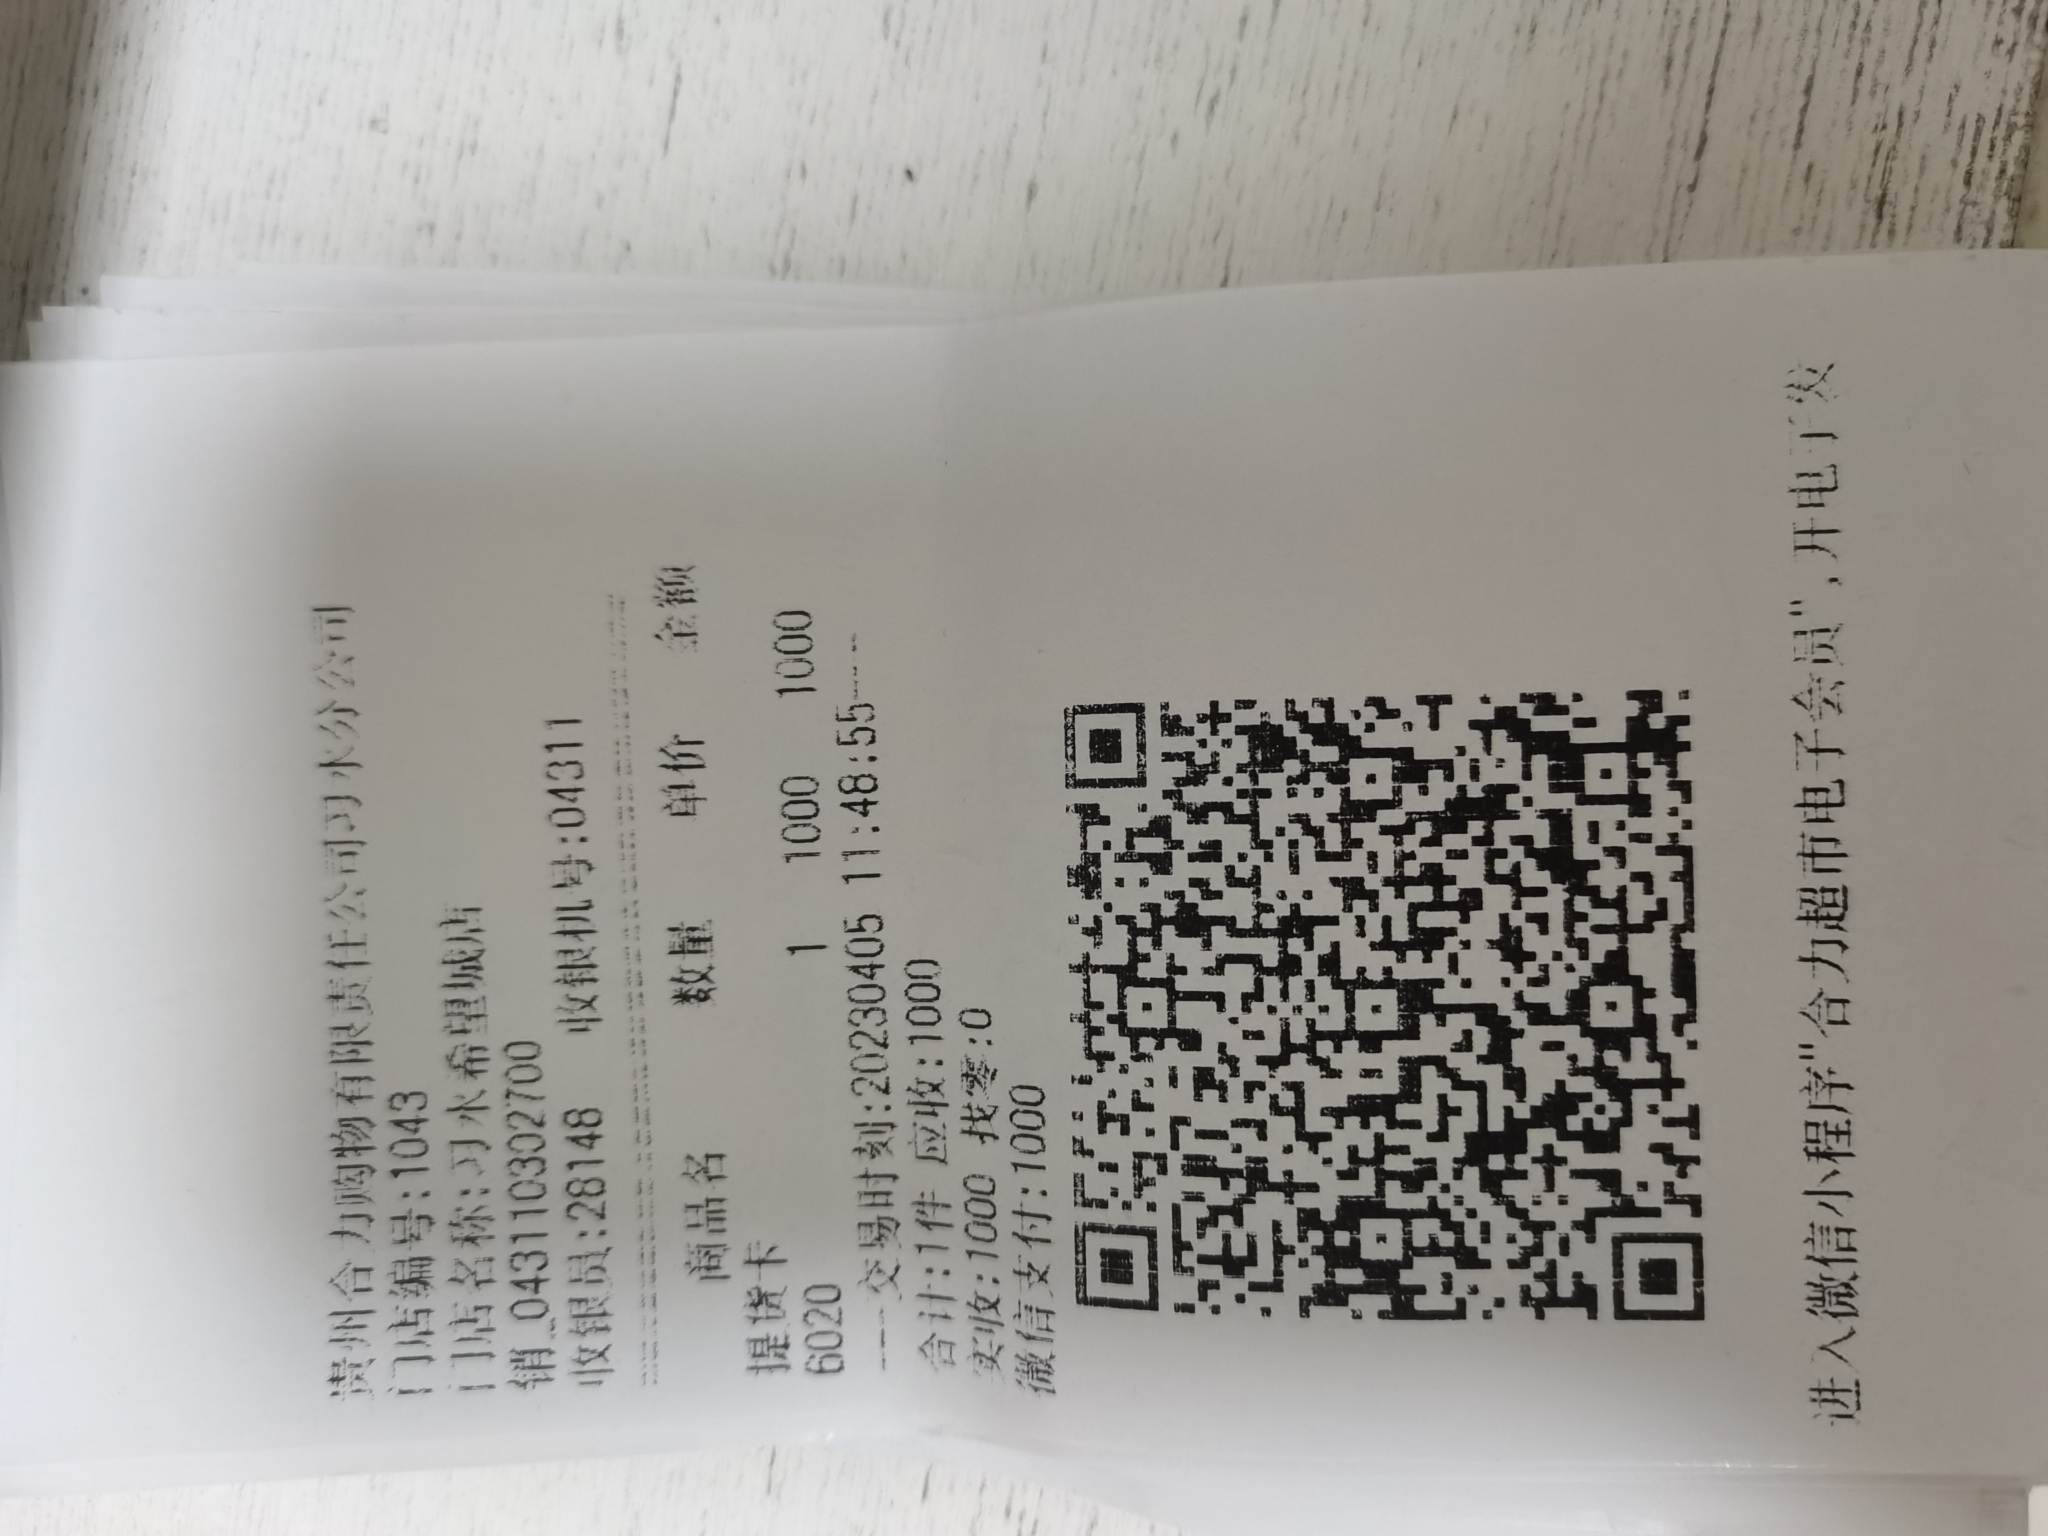 贵州合力购物有限责任公司习水分公司
门店编号:1043
门店名称:习水希望城店
销_0431110302700
收银员:28148 收银机号:04311
商品名 数量 单价 金额
提货卡
6020 1 1000 1000
----交易时刻:20230405 11:48:55----
合计:1件 应收:1000
实收:1000 找零:0
微信支付:1000
进入微信小程序"合力超市电子会员",开电子发